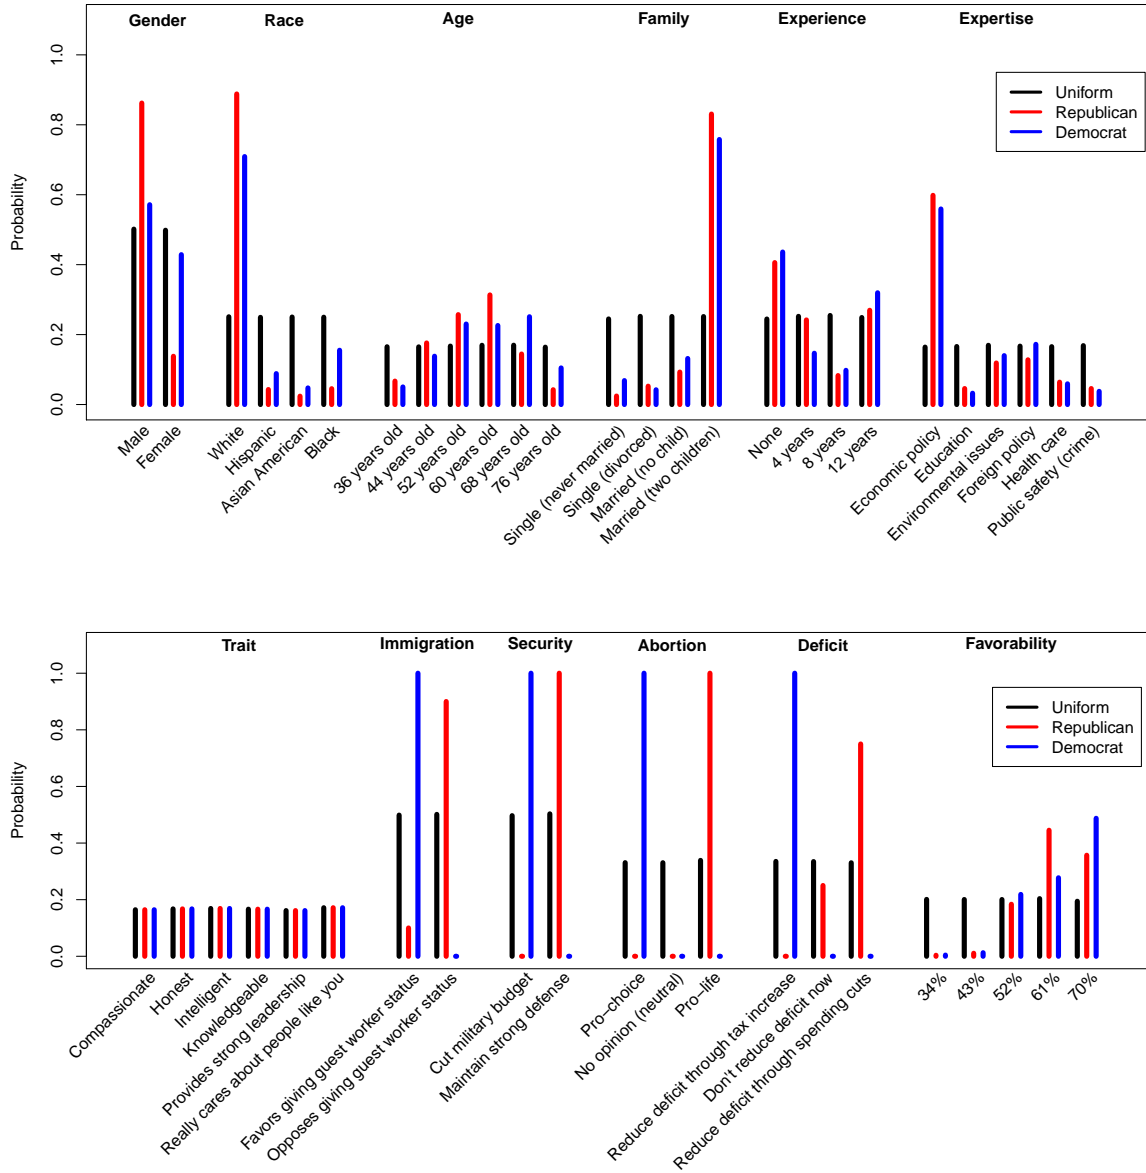 Gender Race Age Family Experience Expertise
Probability
1.0
0.8
0.6
0.4
0.2
0.0
Uniform
Republican
Democrat
Male
Female
White
Hispanic
Asian American
Black
36 years old
44 years old
52 years old
60 years old
68 years old
76 years old
Single (never married)
Single (divorced)
Married (no child)
Married (two children)
None
4 years
8 years
12 years
Economic policy
Education
Environmental issues
Foreign policy
Health care
Public safety (crime)
Trait Immigration Security Abortion Deficit Favorability
Probability
1.0
0.8
0.6
0.4
0.2
0.0
Uniform
Republican
Democrat
Compassionate
Honest
Intelligent
Knowledgeable
Provides strong leadership
Really cares about people like you
Favors giving guest worker status
Opposes giving guest worker status
Cut military budget
Maintain strong defense
Pro−choice
No opinion (neutral)
Pro−life
Reduce deficit through tax increase
Don't reduce deficit now
Reduce deficit through spending cuts
34%
43%
52%
61%
70%